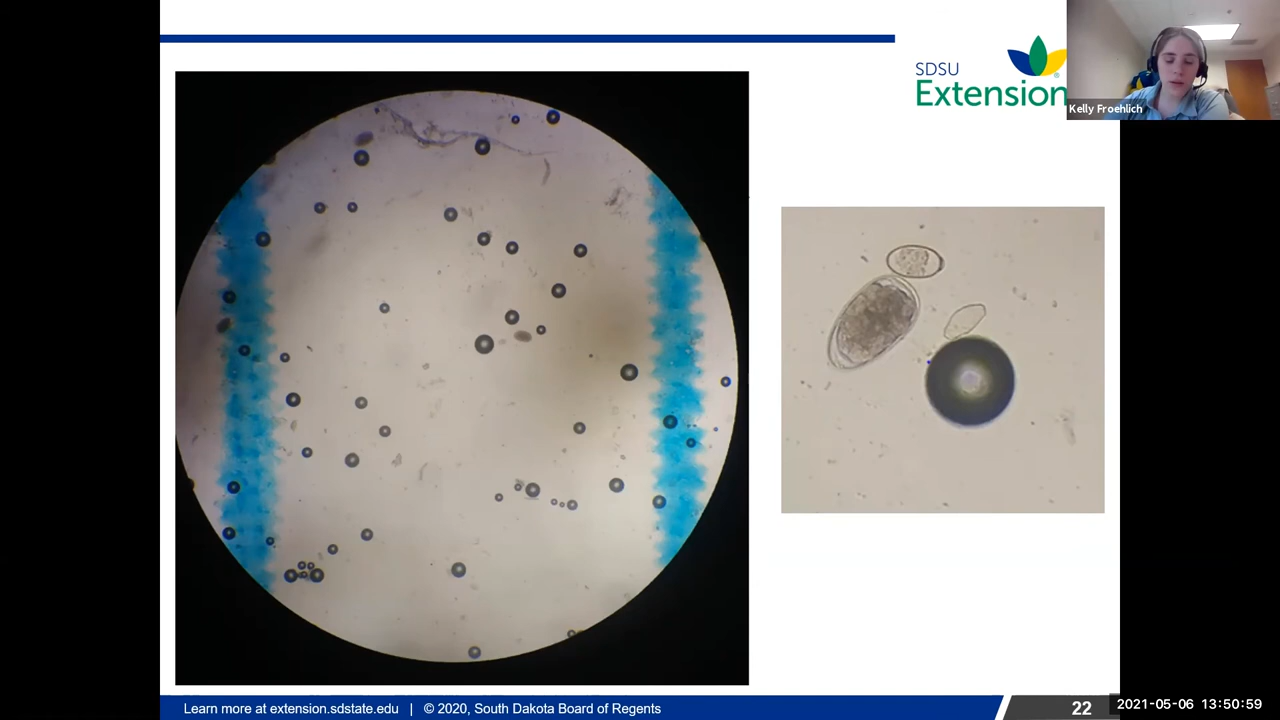 SDSU
Extension
Kelly Froehlich
Learn more at extension.sdstate.edu | © 2020, South Dakota Board of Regents
22
2021-05-06 13:50:59